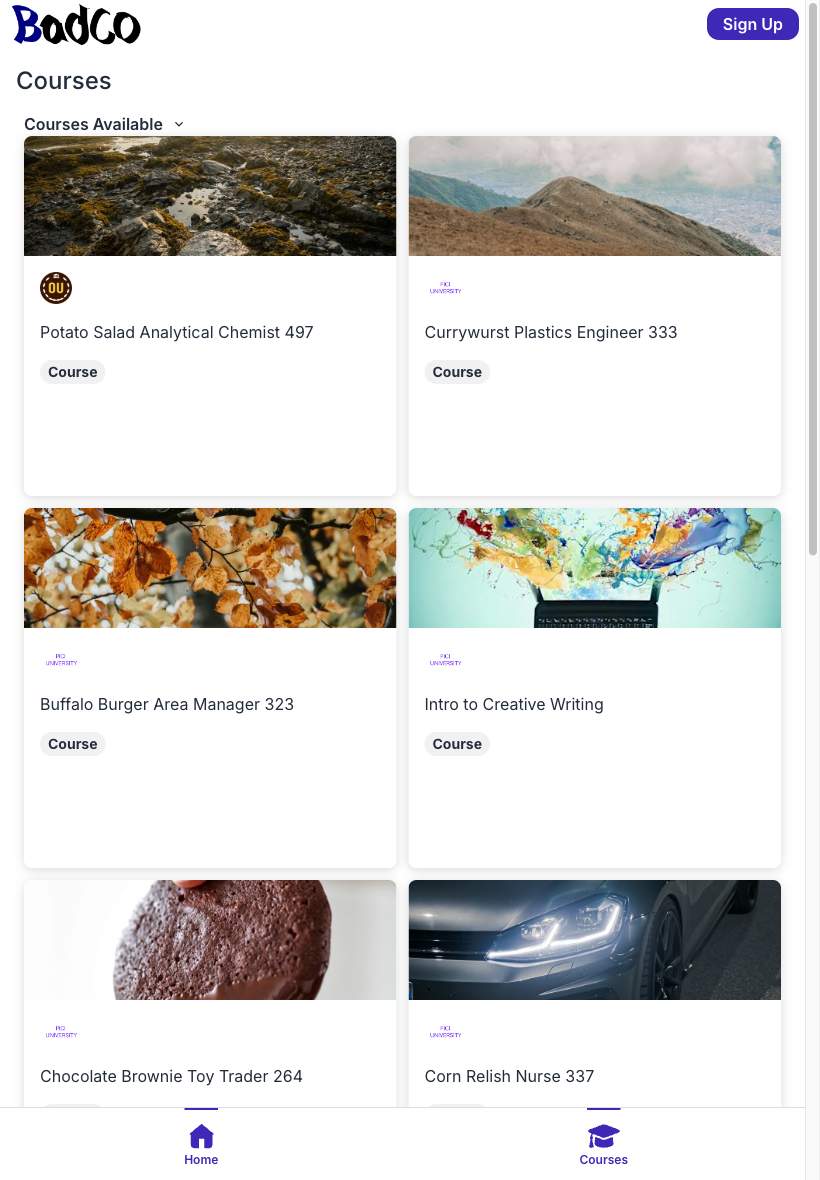 BadCo
Sign Up
Courses
Courses Available
OU
Potato Salad Analytical Chemist 497
Course
PICI
UNIVERSITY
Currywurst Plastics Engineer 333
Course
PICI
UNIVERSITY
Buffalo Burger Area Manager 323
Course
PICI
UNIVERSITY
Intro to Creative Writing
Course
PICI
UNIVERSITY
Chocolate Brownie Toy Trader 264
PICI
UNIVERSITY
Corn Relish Nurse 337
Home
Courses